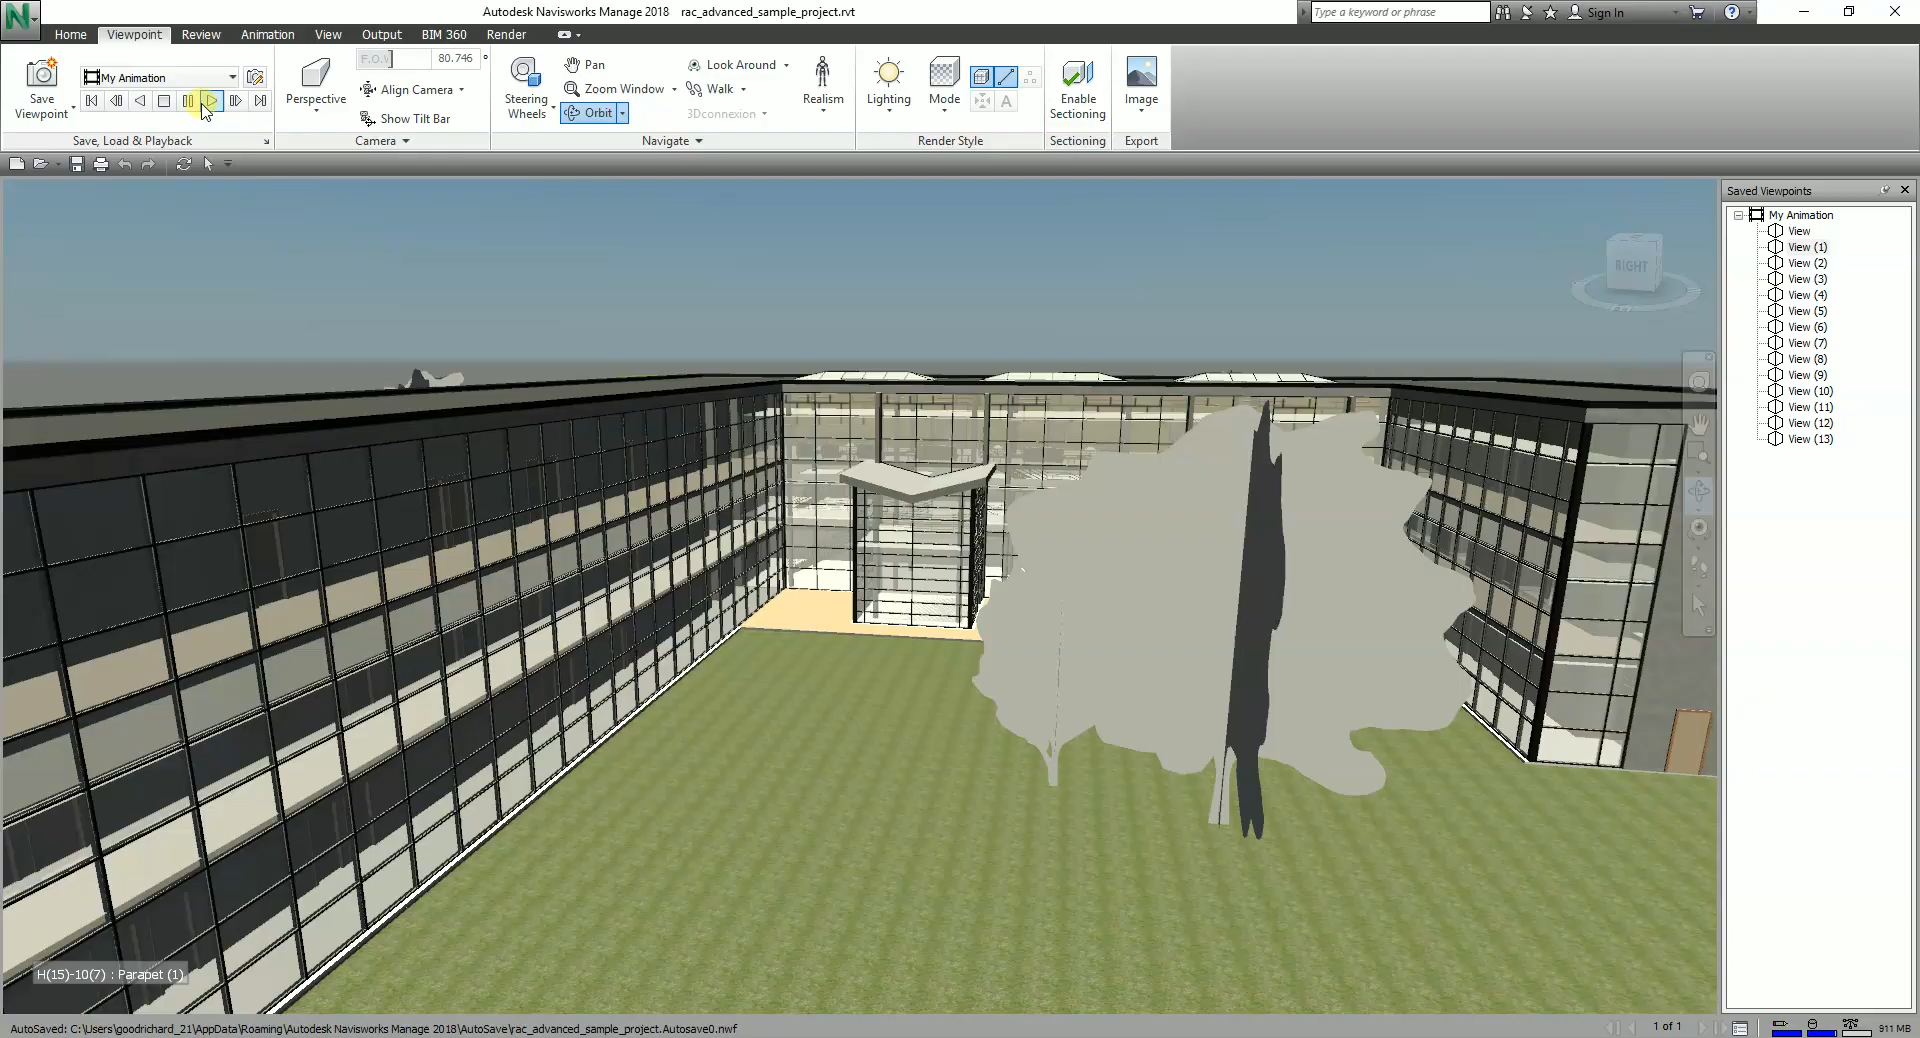 Autodesk Navisworks Manage 2018 rac_advanced_sample_project.rvt
Type a keyword or phrase
Sign In
Home Viewpoint Review Animation View Output BIM 360 Render
Save
Viewpoint
My Animation
Save, Load & Playback
Perspective
F.O.V
80.746 °
Align Camera
Show Tilt Bar
Camera
Steering
Wheels
Pan
Zoom Window
Orbit
Look Around
Walk
3Dconnexion
Realism
Navigate
Lighting
Mode
A
Render Style
Enable
Sectioning
Sectioning
Image
Export
Saved Viewpoints
My Animation
View
View (1)
View (2)
View (3)
View (4)
View (5)
View (6)
View (7)
View (8)
View (9)
View (10)
View (11)
View (12)
View (13)
RIGHT
H(15)-10(7) : Parapet (1)
AutoSaved: C:\Users\goodrichard_21\AppData\Roaming\Autodesk Navisworks Manage 2018\AutoSave\rac_advanced_sample_project.Autosave0.nwf
1 of 1
911 MB